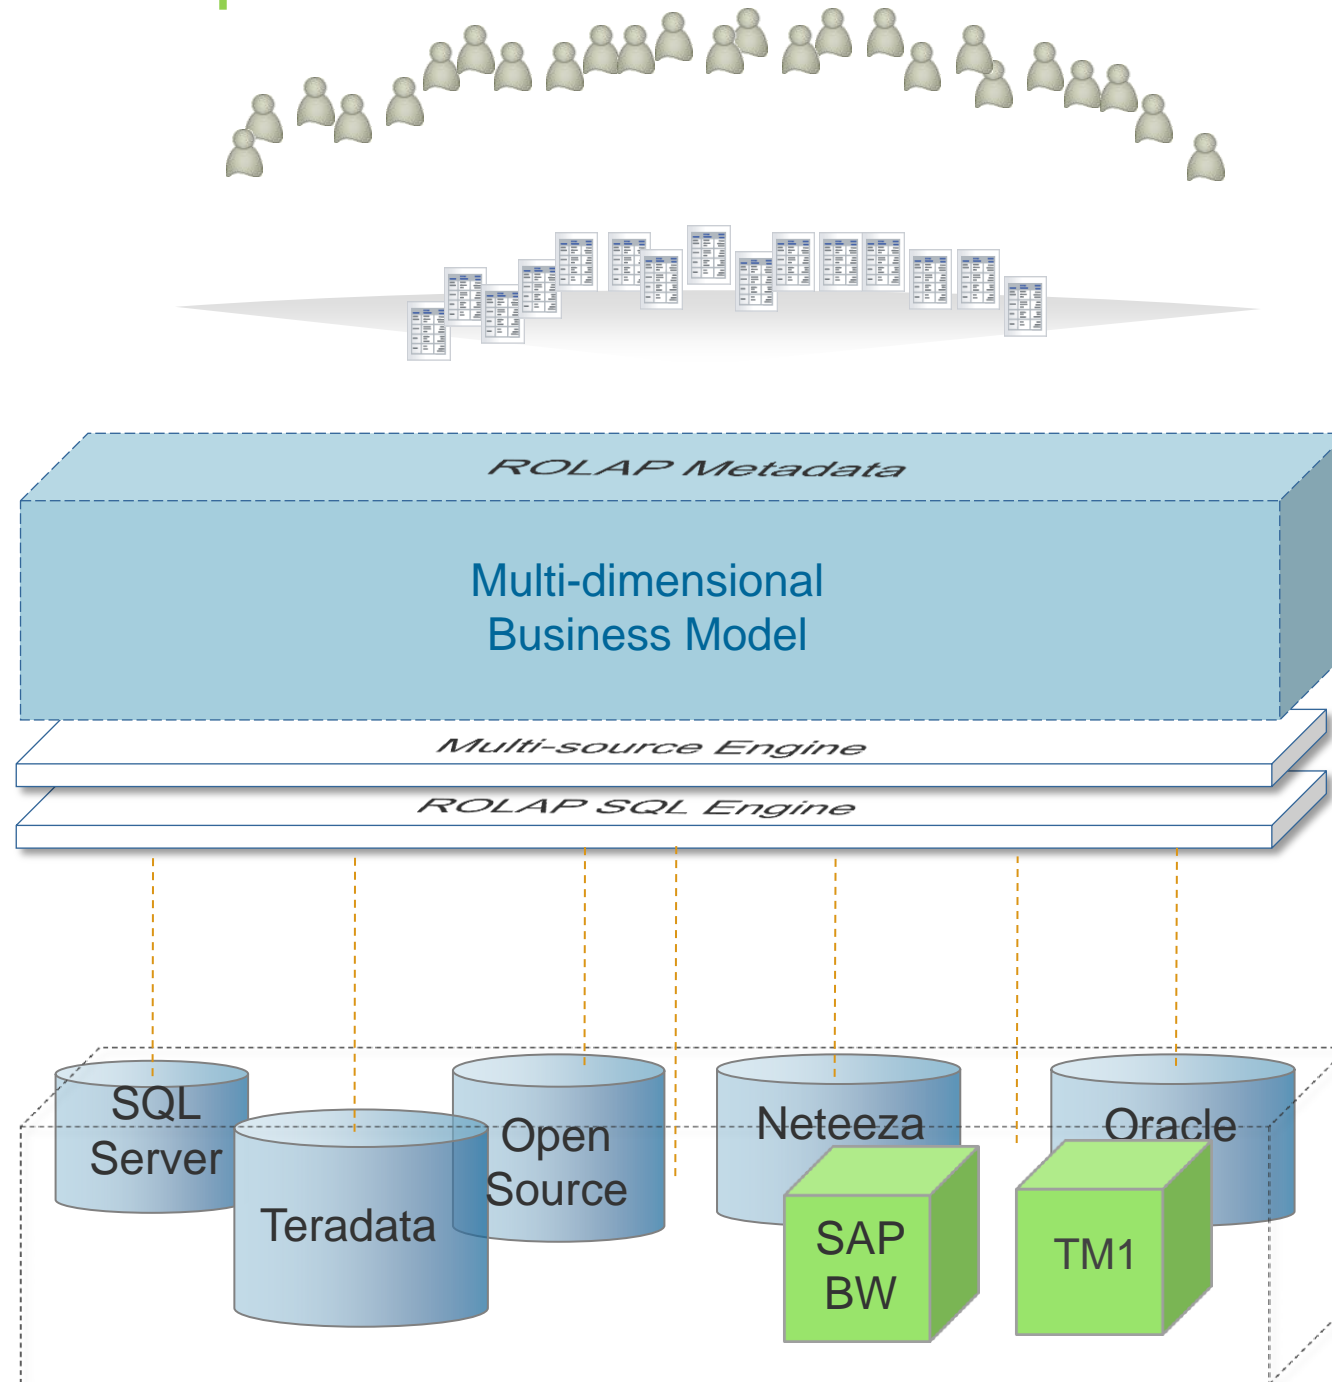 ROLAP Metadata
Multi-dimensional
Business Model
Multi-source Engine
ROLAP SQL Engine
SQL
Server
Teradata
Open
Source
Neteeza
Oracle
SAP
BW
TM1